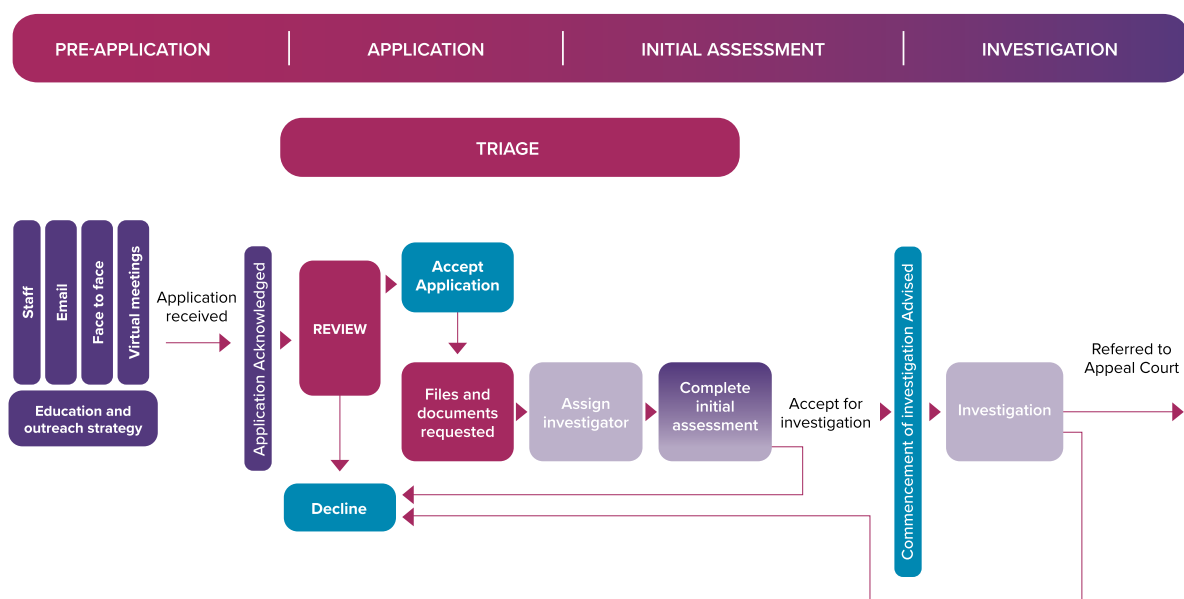 PRE-APPLICATION
APPLICATION
INITIAL ASSESSMENT
INVESTIGATION
TRIAGE
Staff
Email
Face to face
Virtual meetings
Education and
outreach strategy
Application
received
Application Acknowledged
REVIEW
Accept
Application
Files and
documents
requested
Decline
Assign
investigator
Complete
initial
assessment
Accept for
investigation
Commencement of investigation Advised
Investigation
Referred to
Appeal Court